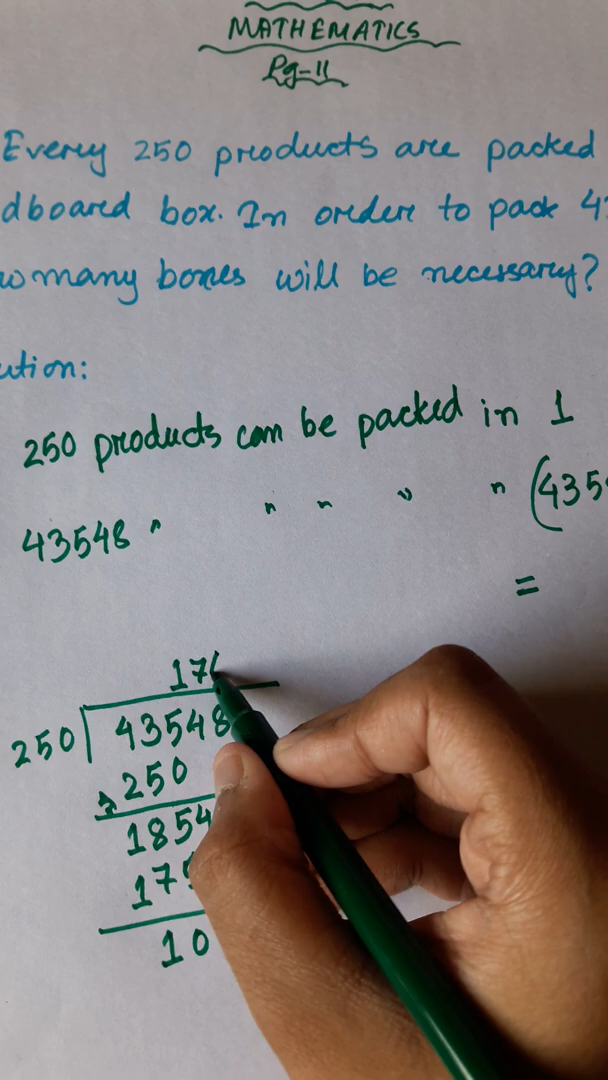 MATHEMATICS
Pg-11
Every 250 products are packed
dboard box. In order to pack 43
w many boxes will be necessary?
ution:
250 products can be packed in 1
43548 " " " " " (435
=
17
250 43548
250
1854
17
10